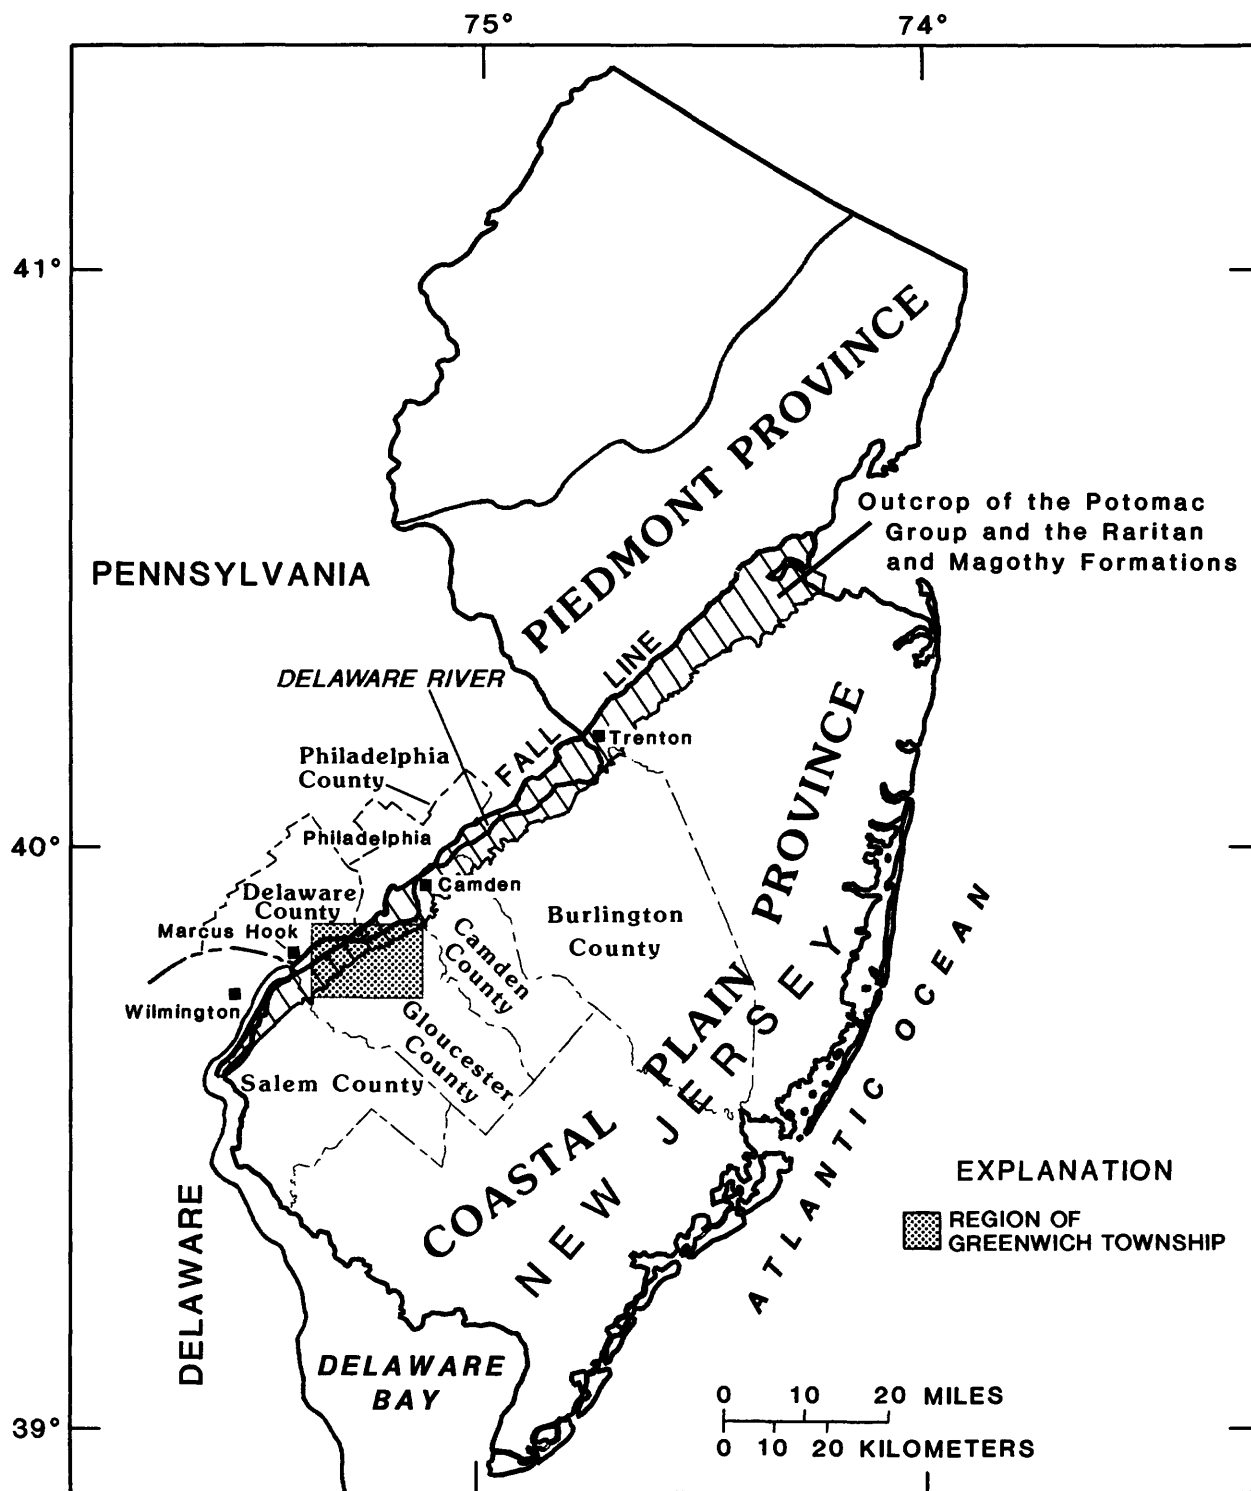 75°
74°
41°
PIEDMONT PROVINCE
Outcrop of the Potomac
Group and the Raritan
and Magothy Formations
PENNSYLVANIA
FALL LINE
DELAWARE RIVER
Trenton
Philadelphia
County
Philadelphia
40°
Camden
Delaware
County
Marcus Hook
Wilmington
Burlington
County
Camden
County
Gloucester
County
Salem County
COASTAL PLAIN PROVINCE
NEW JERSEY
ATLANTIC OCEAN
EXPLANATION
REGION OF
GREENWICH TOWNSHIP
DELAWARE
DELAWARE
BAY
39°
0 10 20 MILES
0 10 20 KILOMETERS